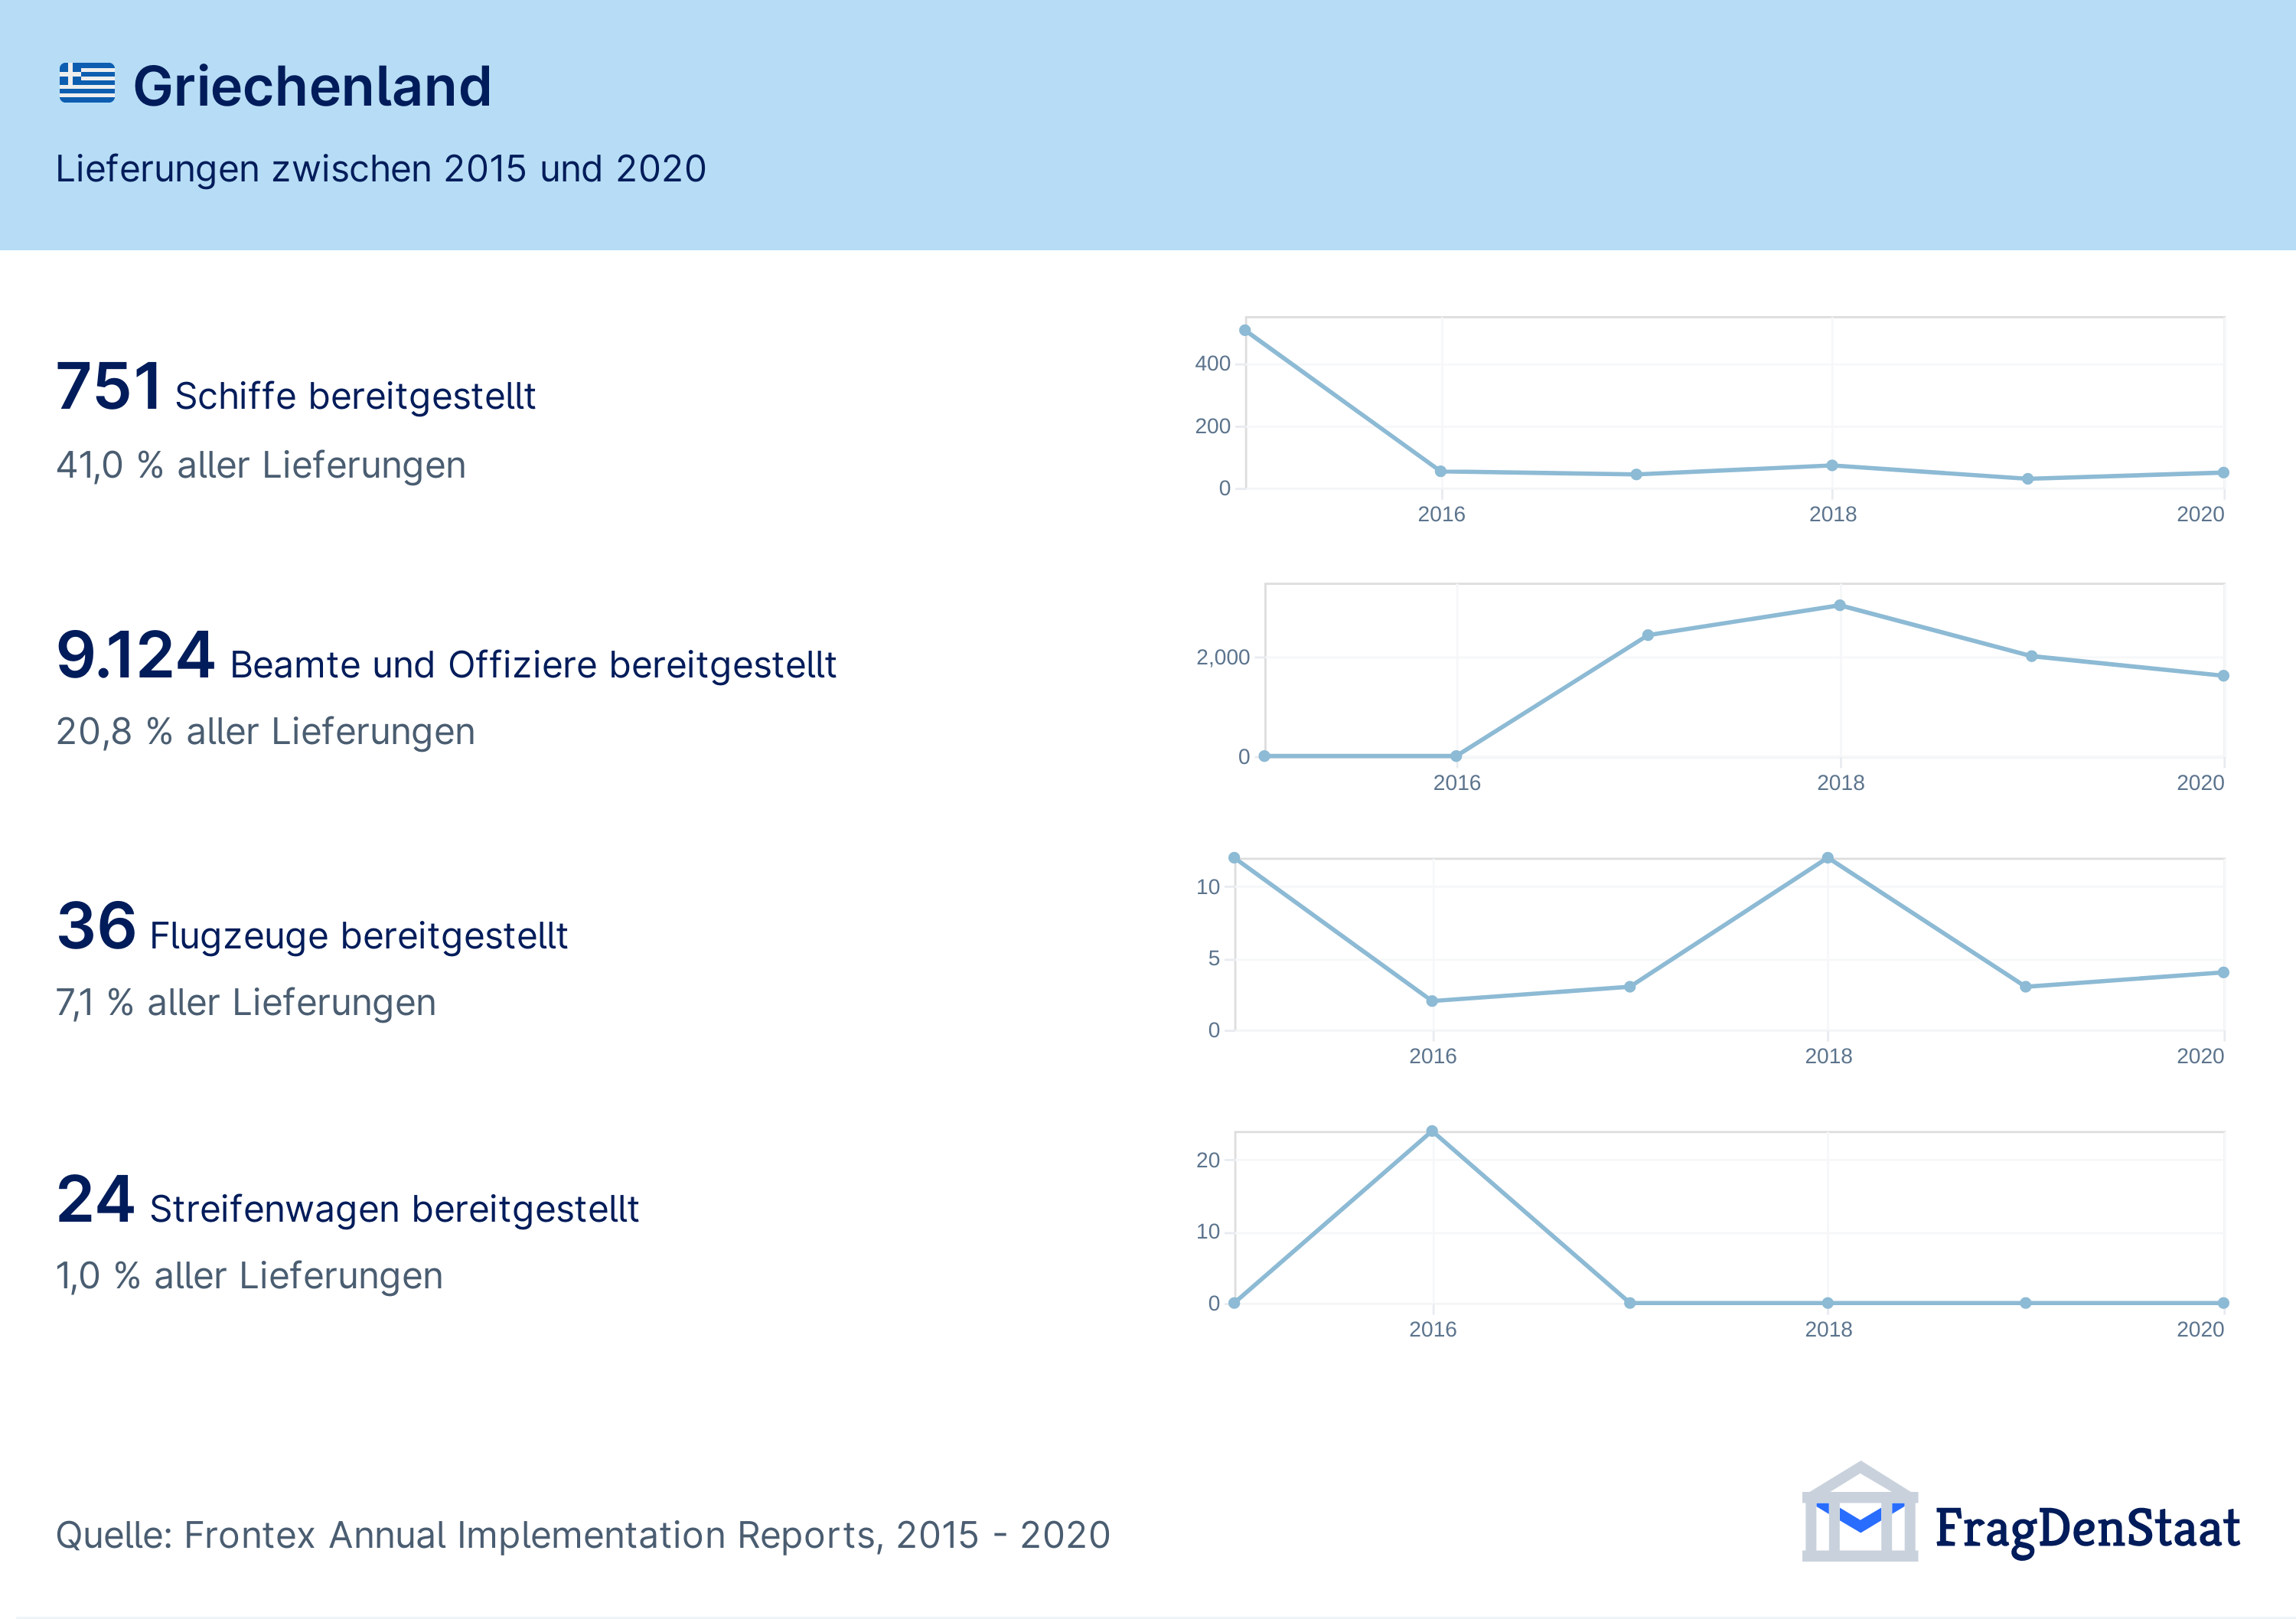 Griechenland
Lieferungen zwischen 2015 und 2020
751 Schiffe bereitgestellt
41,0 % aller Lieferungen
400
200
0
2016 2018 2020
9.124 Beamte und Offiziere bereitgestellt
20,8 % aller Lieferungen
2,000
0
2016 2018 2020
36 Flugzeuge bereitgestellt
7,1 % aller Lieferungen
10
5
0
2016 2018 2020
24 Streifenwagen bereitgestellt
1,0 % aller Lieferungen
20
10
0
2016 2018 2020
Quelle: Frontex Annual Implementation Reports, 2015 - 2020
FragDenStaat